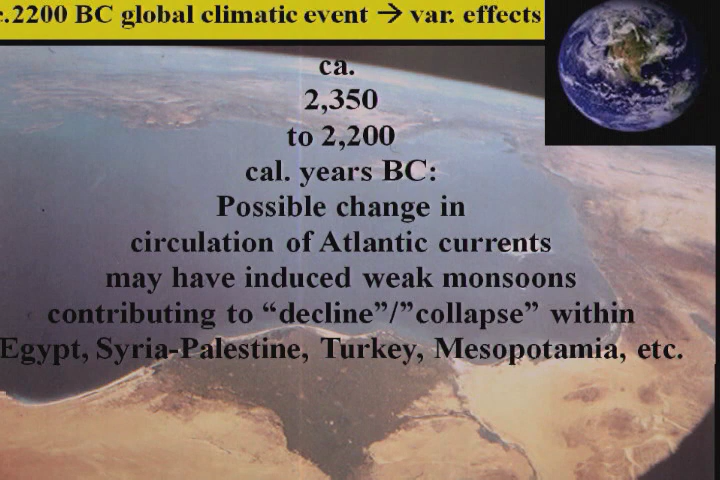 c.2200 BC global climatic event → var. effects
ca.
2,350
to 2,200
cal. years BC:
Possible change in
circulation of Atlantic currents
may have induced weak monsoons
contributing to “decline”/”collapse” within
Egypt, Syria-Palestine, Turkey, Mesopotamia, etc.